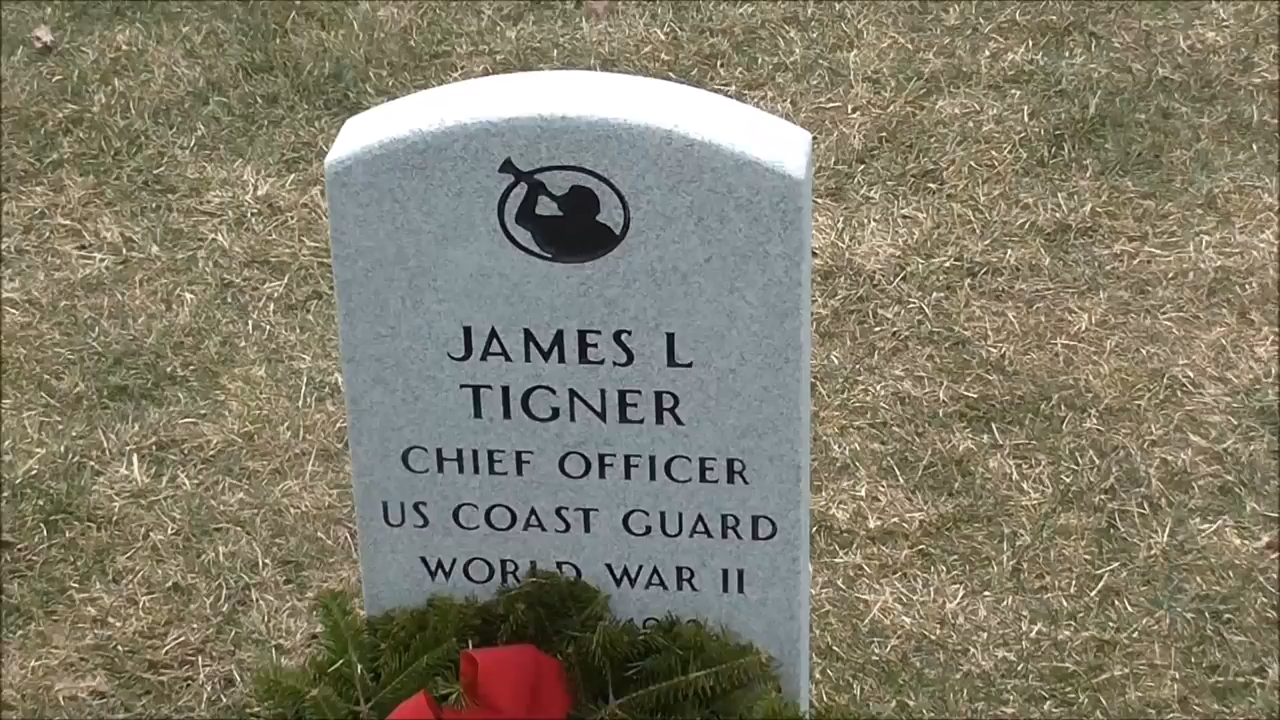 JAMES L
TIGNER
CHIEF OFFICER
US COAST GUARD
WORLD WAR II